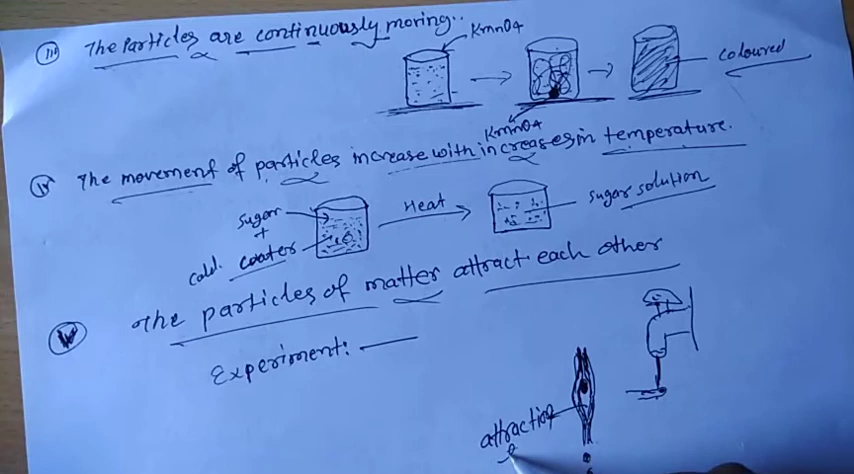 (iii) The Particles are continuously moving..
KmnO4
coloured
KmnO4
(iv) The movement of particles increase with increases in temperature.
Sugar
+
cold. water
Heat
Sugar solution
(v) The particles of matter attract each other
Experiment: —
attraction